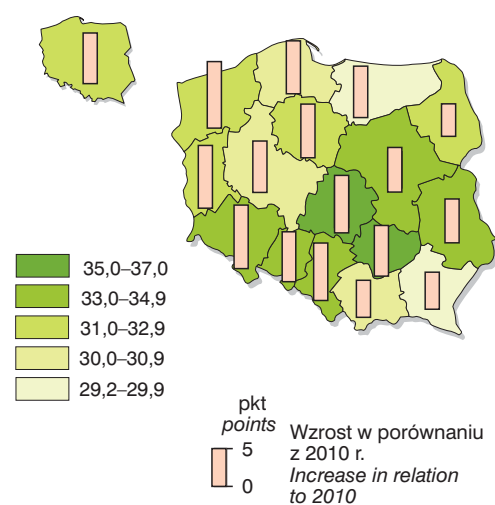 35,0–37,0
33,0–34,9
31,0–32,9
30,0–30,9
29,2–29,9
pkt
points
5
0
Wzrost w porównaniu
z 2010 r.
Increase in relation
to 2010